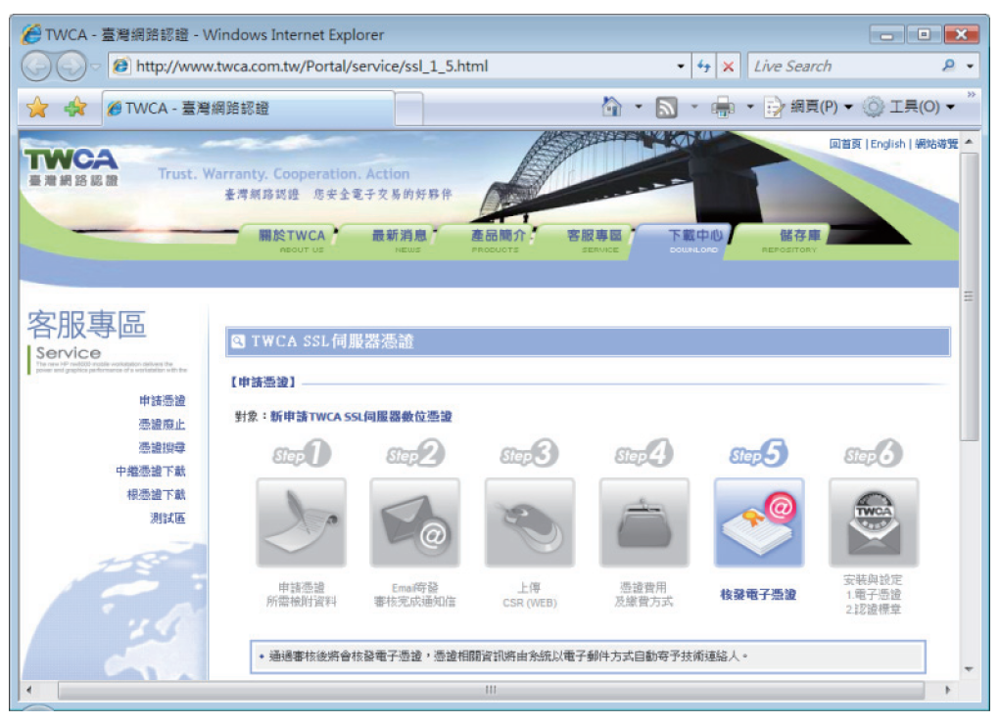 TWCA - 臺灣網路認證 - Windows Internet Explorer
http://www.twca.com.tw/Portal/service/ssl_1_5.html
Live Search
TWCA - 臺灣網路認證
網頁(P)
工具(O)
回首頁 | English | 網站導覽
TWCA
臺灣網路認證
Trust. Warranty. Cooperation. Action
臺灣網路認證 您安全電子交易的好夥伴
關於TWCA 最新消息 產品簡介 客服專區 下載中心 儲存庫
ABOUT US NEWS PRODUCTS SERVICE DOWNLOAD REPOSITORY
客服專區
Service
The new HP nw8000 mobile workstation delivers the
power and graphics performance of a workstation with the
申請憑證
憑證廢止
憑證搜尋
中繼憑證下載
根憑證下載
測試區
TWCA SSL伺服器憑證
【申請憑證】
對象：新申請TWCA SSL伺服器數位憑證
Step1 Step2 Step3 Step4 Step5 Step6
TWCA
申請憑證
所需檢附資料
Email寄發
審核完成通知信
上傳
CSR (WEB)
憑證費用
及繳費方式
核發電子憑證
安裝與設定
1.電子憑證
2.認證標章
• 通過審核後將會核發電子憑證，憑證相關資訊將由系統以電子郵件方式自動寄予技術連絡人。